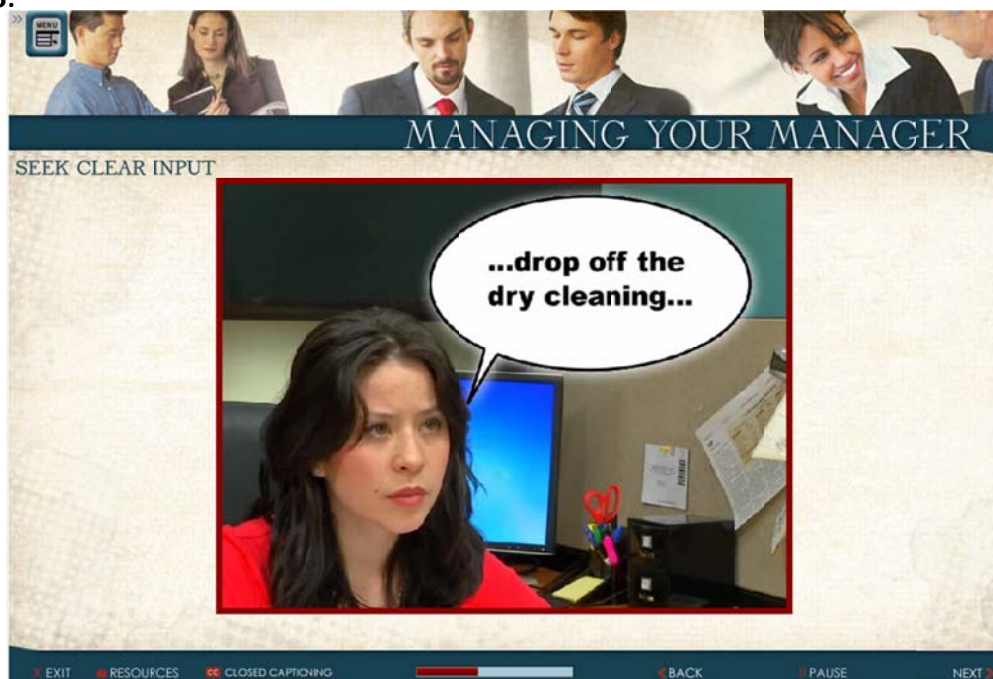 MENU
MANAGING YOUR MANAGER
SEEK CLEAR INPUT
...drop off the
dry cleaning...
X EXIT
RESOURCES
CC CLOSED CAPTIONING
BACK
PAUSE
NEXT